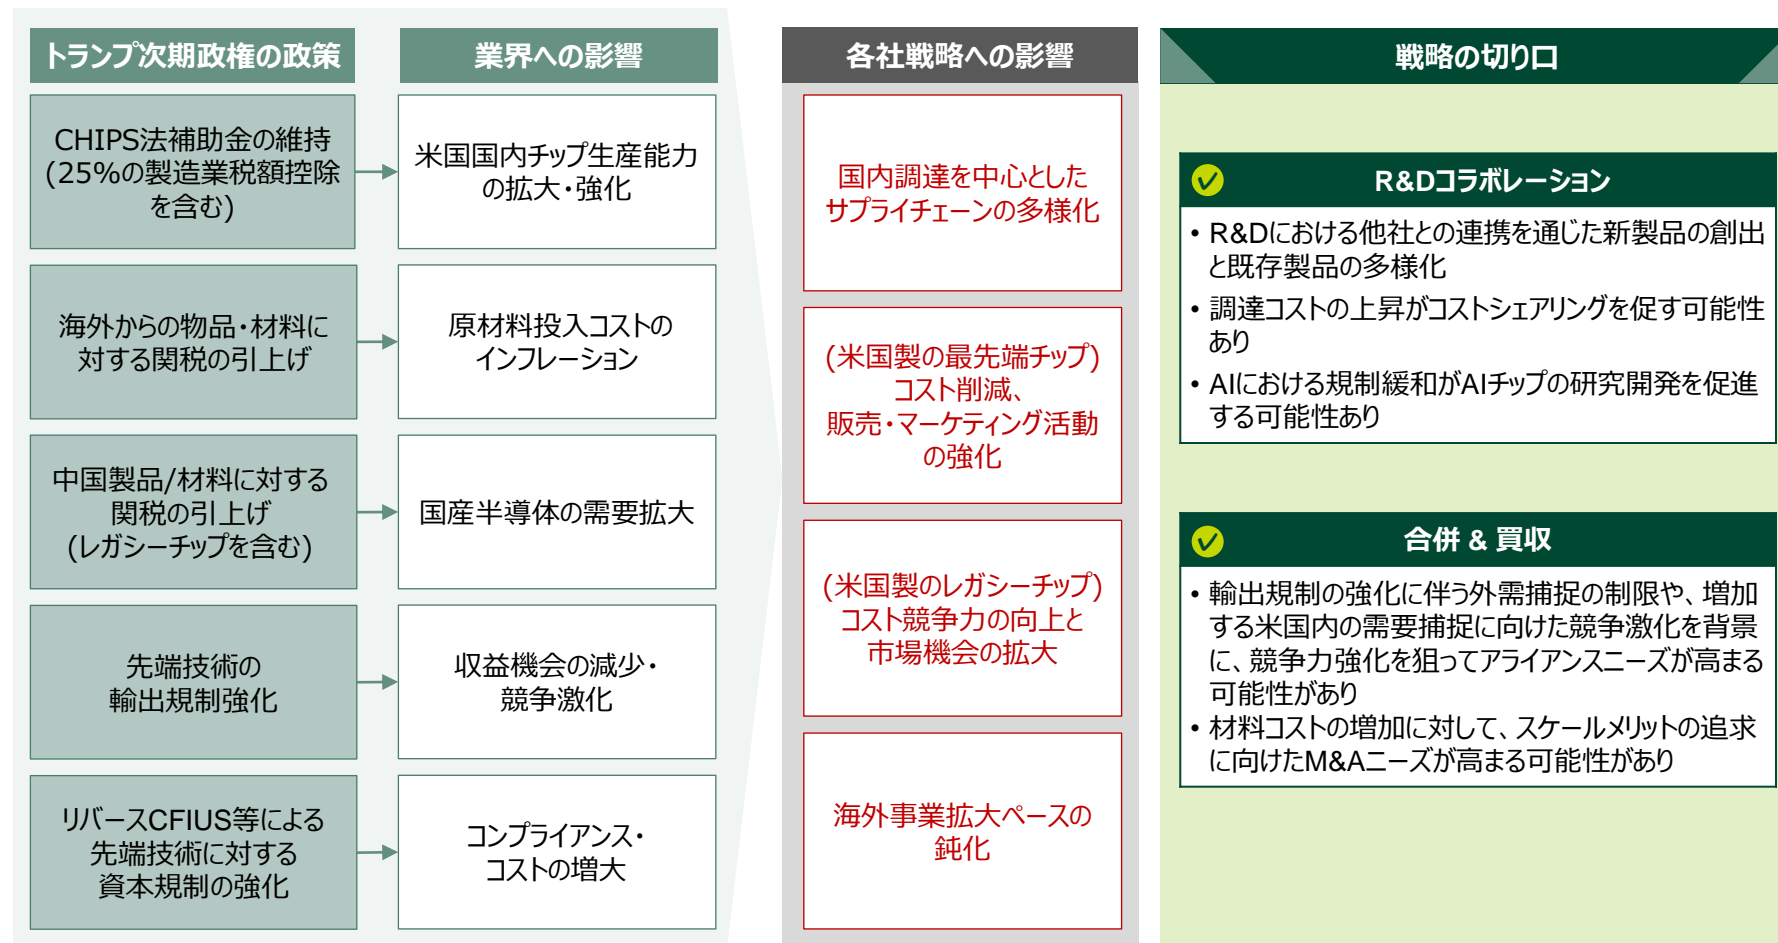 トランプ次期政権の政策
業界への影響
各社戦略への影響
戦略の切り口
CHIPS法補助金の維持
(25%の製造業税額控除
を含む)
米国国内チップ生産能力
の拡大・強化
海外からの物品・材料に
対する関税の引上げ
原材料投入コストの
インフレーション
中国製品/材料に対する
関税の引上げ
(レガシーチップを含む)
国産半導体の需要拡大
先端技術の
輸出規制強化
収益機会の減少・
競争激化
リバースCFIUS等による
先端技術に対する
資本規制の強化
コンプライアンス・
コストの増大
国内調達を中心とした
サプライチェーンの多様化
(米国製の最先端チップ)
コスト削減、
販売・マーケティング活動
の強化
(米国製のレガシーチップ)
コスト競争力の向上と
市場機会の拡大
海外事業拡大ペースの
鈍化
R&Dコラボレーション
• R&Dにおける他社との連携を通じた新製品の創出
と既存製品の多様化
• 調達コストの上昇がコストシェアリングを促す可能性
あり
• AIにおける規制緩和がAIチップの研究開発を促進
する可能性あり
合併 & 買収
• 輸出規制の強化に伴う外需捕捉の制限や、増加
する米国内の需要捕捉に向けた競争激化を背景
に、競争力強化を狙ってアライアンスニーズが高まる
可能性があり
• 材料コストの増加に対して、スケールメリットの追求
に向けたM&Aニーズが高まる可能性があり